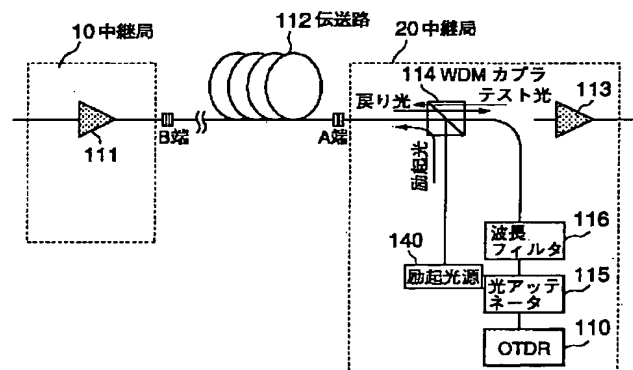 10 中継局
112 伝送路
20 中継局
114 WDM カプラ
戻り光
テスト光
113
111
B端
A端
励起光
波長
フィルタ
116
140
励起光源
光アッテ
ネータ
115
OTDR
110